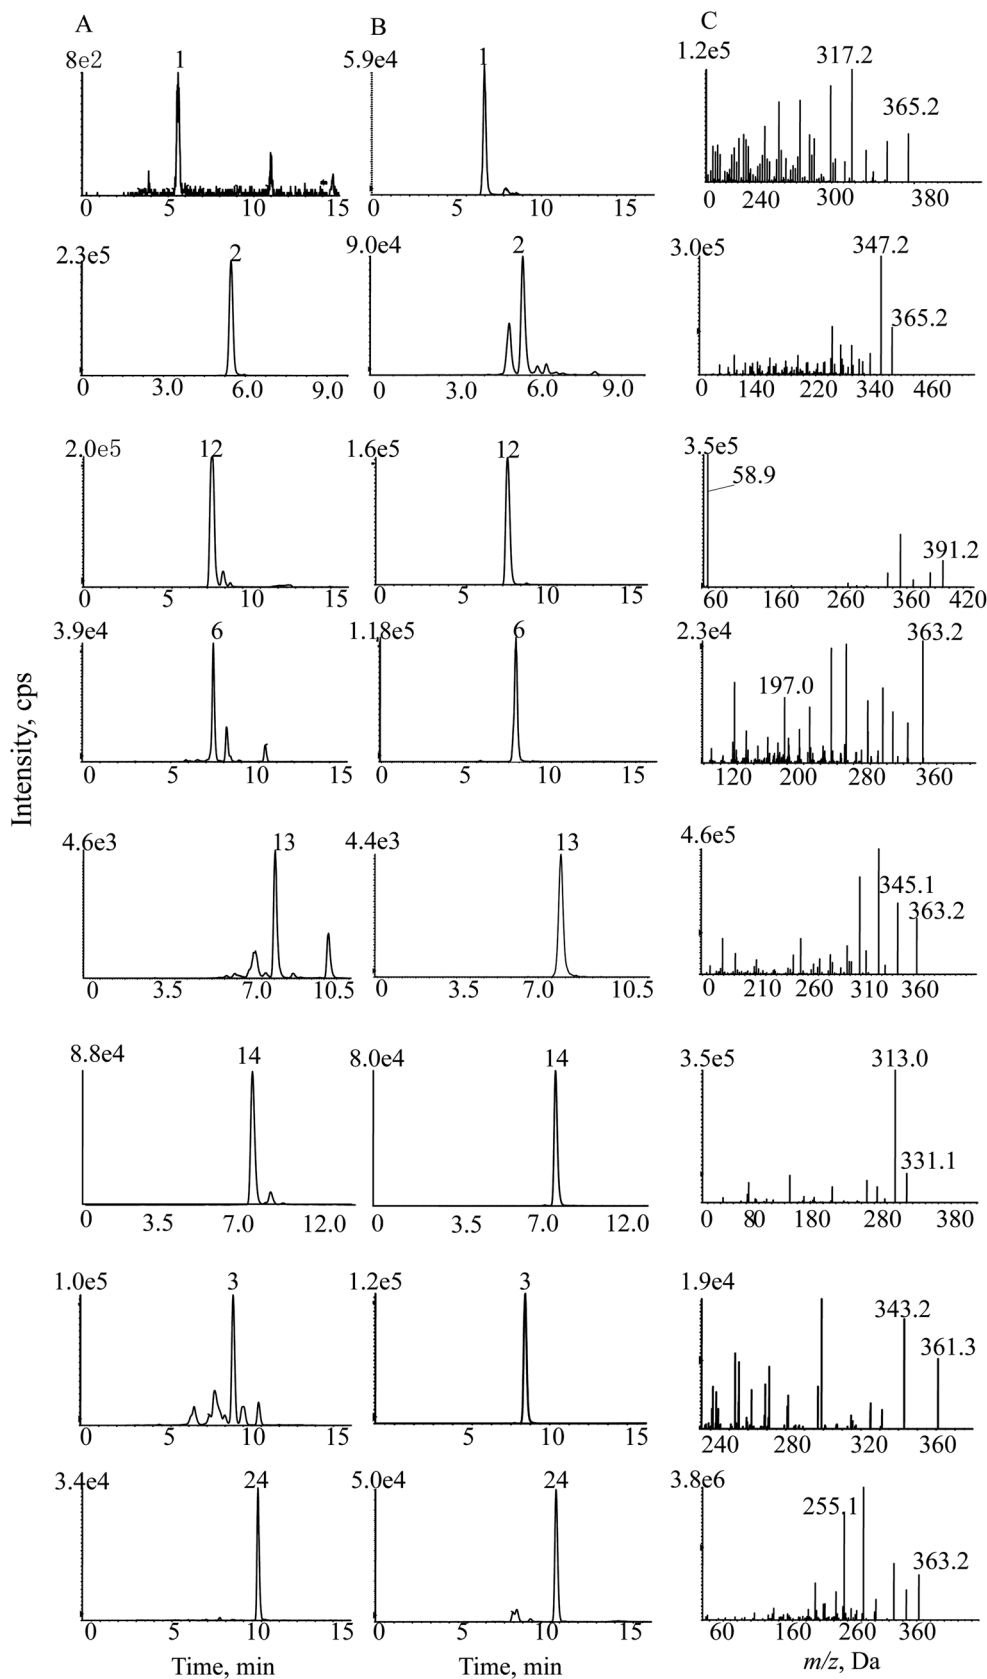 A B C
8e2 1 5.9e4 1 1.2e5 317.2
365.2
0 5 10 15 0 5 10 15 0 240 300 380
2.3e5 2 9.0e4 2 3.0e5 347.2
365.2
0 3.0 6.0 9.0 0 3.0 6.0 9.0 0 140 220 340 460
2.0e5 12 1.6e5 12 3.5e5
58.9
391.2
0 5 10 15 0 5 10 15 60 160 260 360 420
3.9e4 6 1.18e5 6 2.3e4 363.2
197.0
0 5 10 15 0 5 10 15 120 200 280 360
Intensity, cps
4.6e3 13 4.4e3 13 4.6e5
345.1
363.2
0 3.5 7.0 10.5 0 3.5 7.0 10.5 0 210 260 310 360
8.8e4 14 8.0e4 14 3.5e5 313.0
331.1
0 3.5 7.0 12.0 0 3.5 7.0 12.0 0 80 180 280 380
1.0e5 3 1.2e5 3 1.9e4
343.2
361.3
0 5 10 15 5 10 15 240 280 320 360
3.4e4 24 5.0e4 24 3.8e6
255.1
363.2
0 5 10 15 0 5 10 15 60 160 260 360
Time, min Time, min m/z, Da